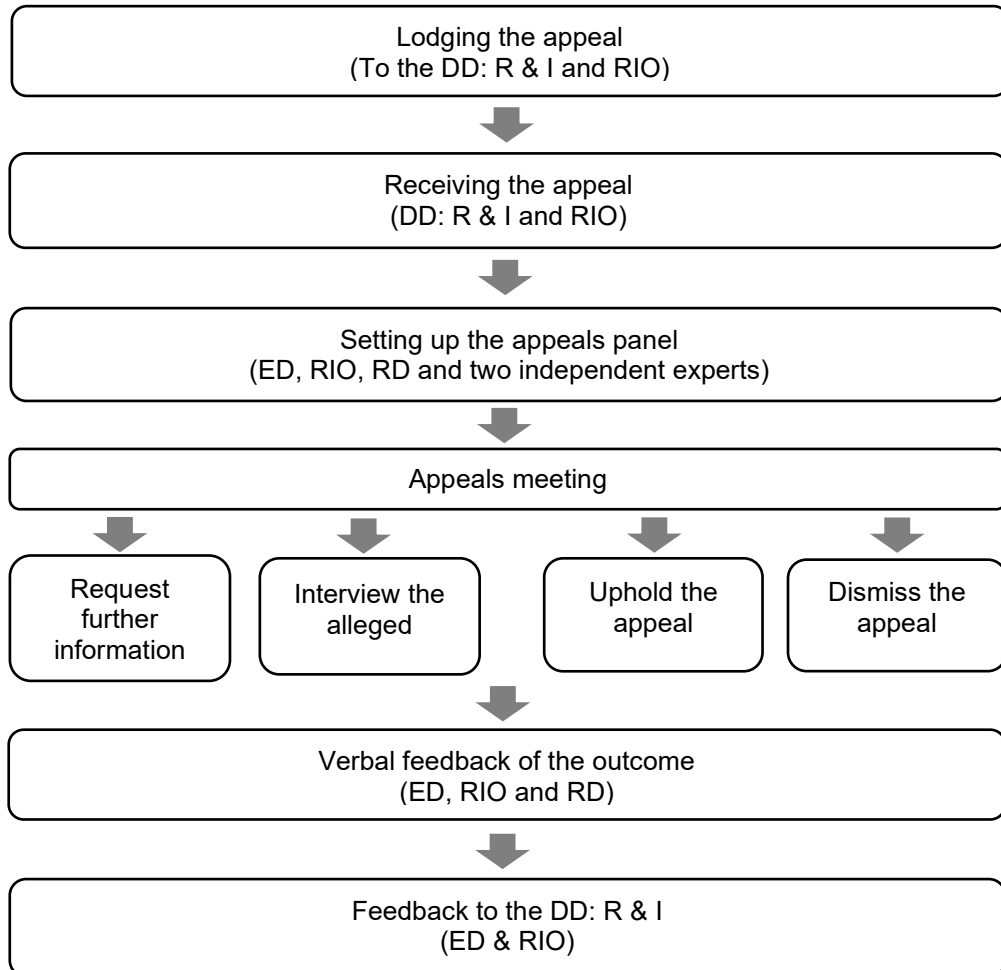 Lodging the appeal
(To the DD: R & I and RIO)
Receiving the appeal
(DD: R & I and RIO)
Setting up the appeals panel
(ED, RIO, RD and two independent experts)
Appeals meeting
Request
further
information
Interview the
alleged
Uphold the
appeal
Dismiss the
appeal
Verbal feedback of the outcome
(ED, RIO and RD)
Feedback to the DD: R & I
(ED & RIO)